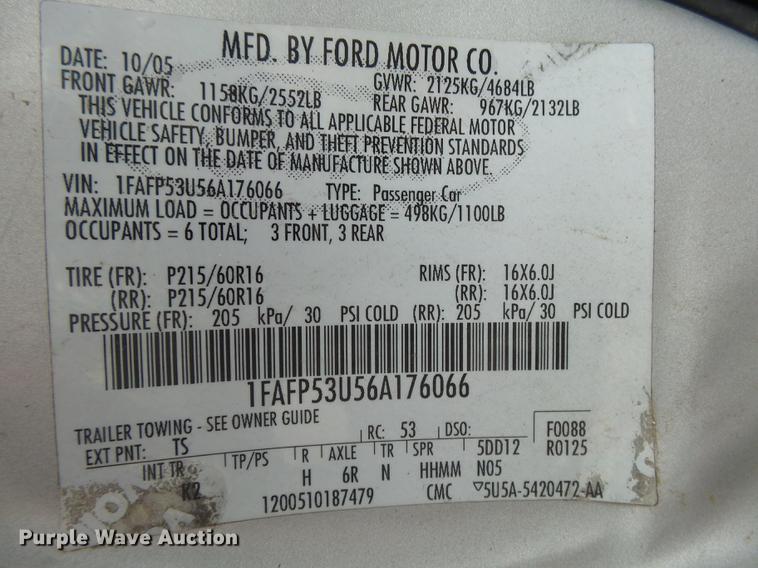 MFD. BY FORD MOTOR CO.
DATE: 10/05 GVWR: 2125KG/4684LB
FRONT GAWR: 1158KG/2552LB REAR GAWR: 967KG/2132LB
THIS VEHICLE CONFORMS TO ALL APPLICABLE FEDERAL MOTOR
VEHICLE SAFETY, BUMPER, AND THEFT PREVENTION STANDARDS
IN EFFECT ON THE DATE OF MANUFACTURE SHOWN ABOVE.
VIN: 1FAFP53U56A176066 TYPE: Passenger Car
MAXIMUM LOAD = OCCUPANTS + LUGGAGE = 498KG/1100LB
OCCUPANTS = 6 TOTAL; 3 FRONT, 3 REAR
TIRE (FR): P215/60R16 RIMS (FR): 16X6.0J
(RR): P215/60R16 (RR): 16X6.0J
PRESSURE (FR): 205 kPa/ 30 PSI COLD (RR): 205 kPa/ 30 PSI COLD
1FAFP53U56A176066
TRAILER TOWING - SEE OWNER GUIDE
EXT PNT: TS RC: 53 DSO: F0088
R0125
INT TR TP/PS R AXLE TR SPR 5DD12
K2 H 6R N HHMM N05
1200510187479 CMC ▽5U5A-5420472-AA
Purple Wave Auction